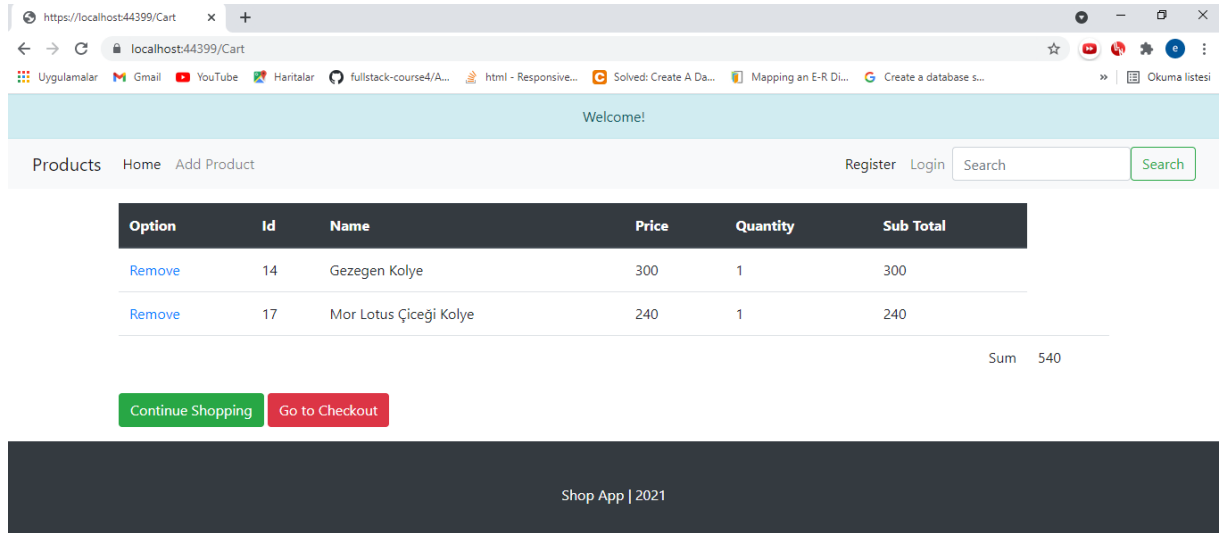 https://localhost:44399/Cart
localhost:44399/Cart
Uygulamalar Gmail YouTube Haritalar fullstack-course4/A... html - Responsive... Solved: Create A Da... Mapping an E-R Di... Create a database s... » Okuma listesi
Welcome!
Products Home Add Product Register Login Search Search
Option Id Name Price Quantity Sub Total
Remove 14 Gezegen Kolye 300 1 300
Remove 17 Mor Lotus Çiceği Kolye 240 1 240
Sum 540
Continue Shopping Go to Checkout
Shop App | 2021